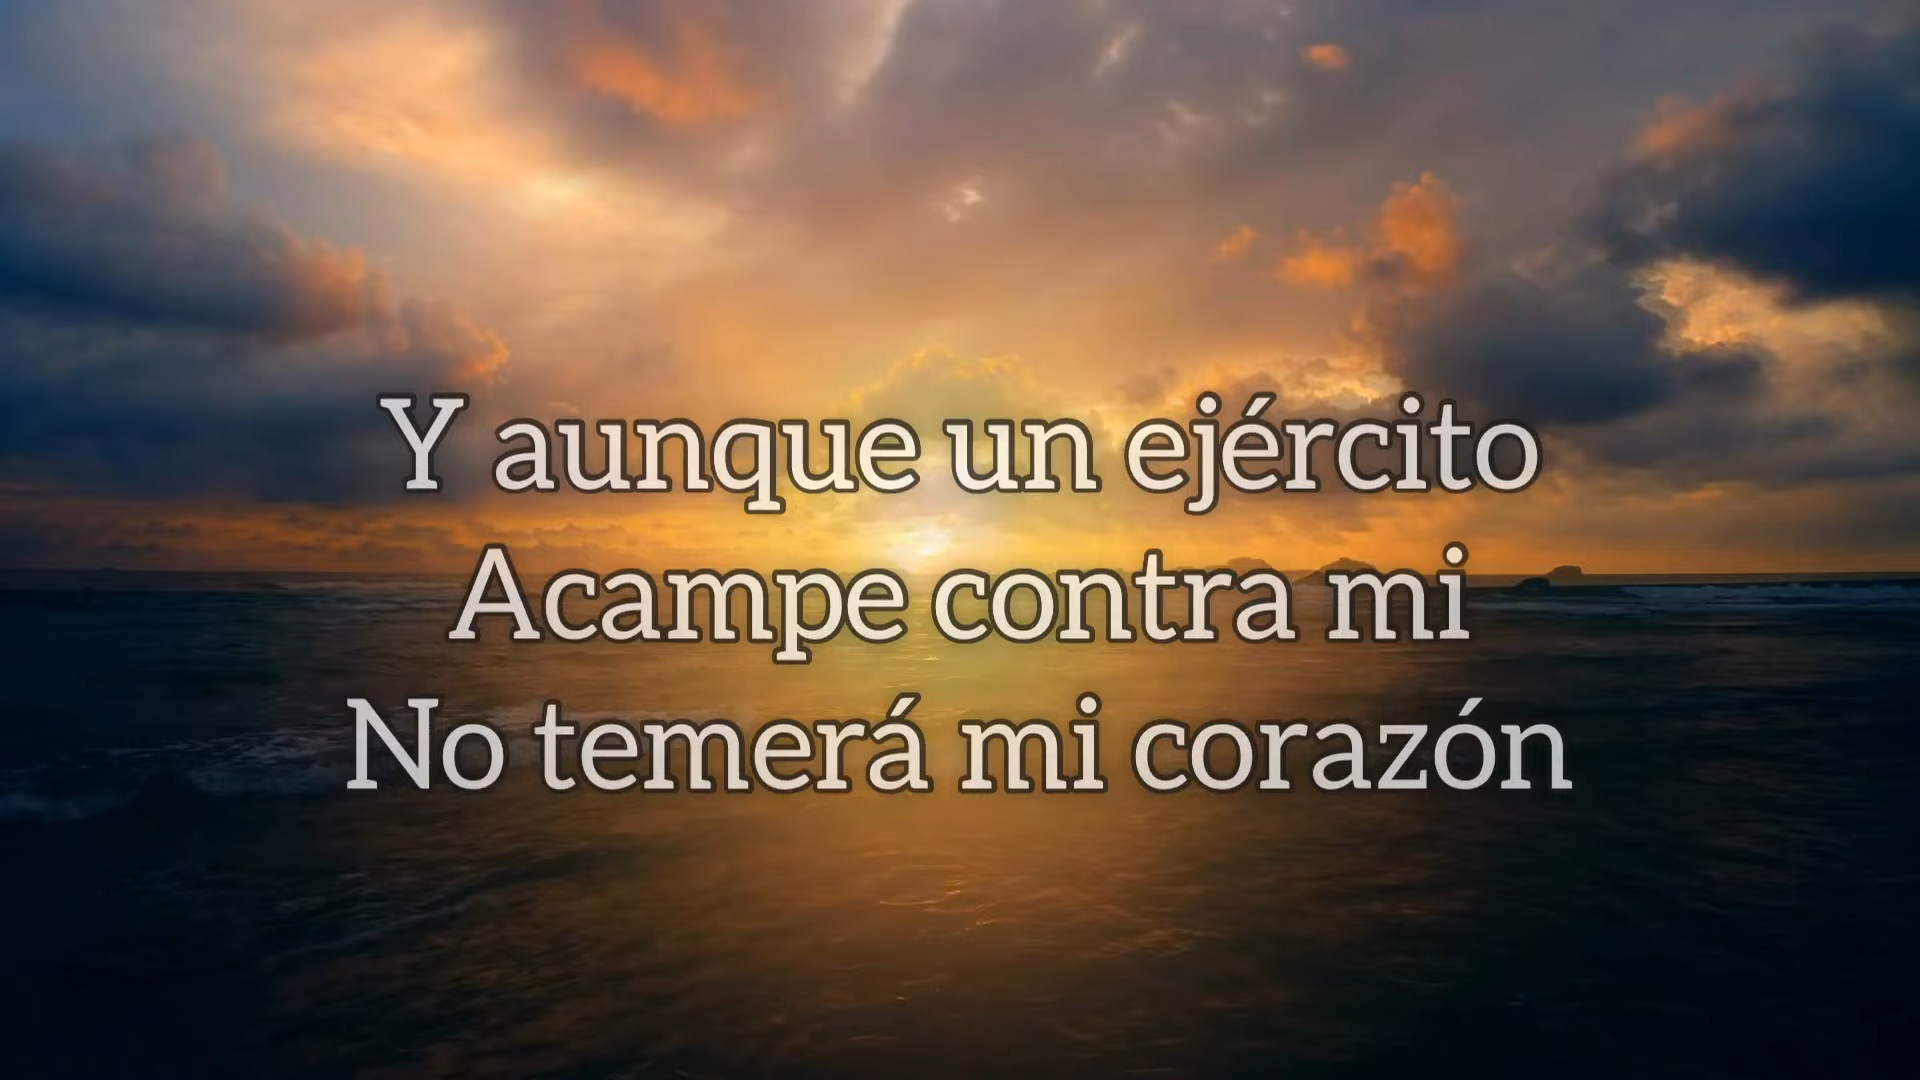 Y aunque un ejército
Acampe contra mi
No temerá mi corazón